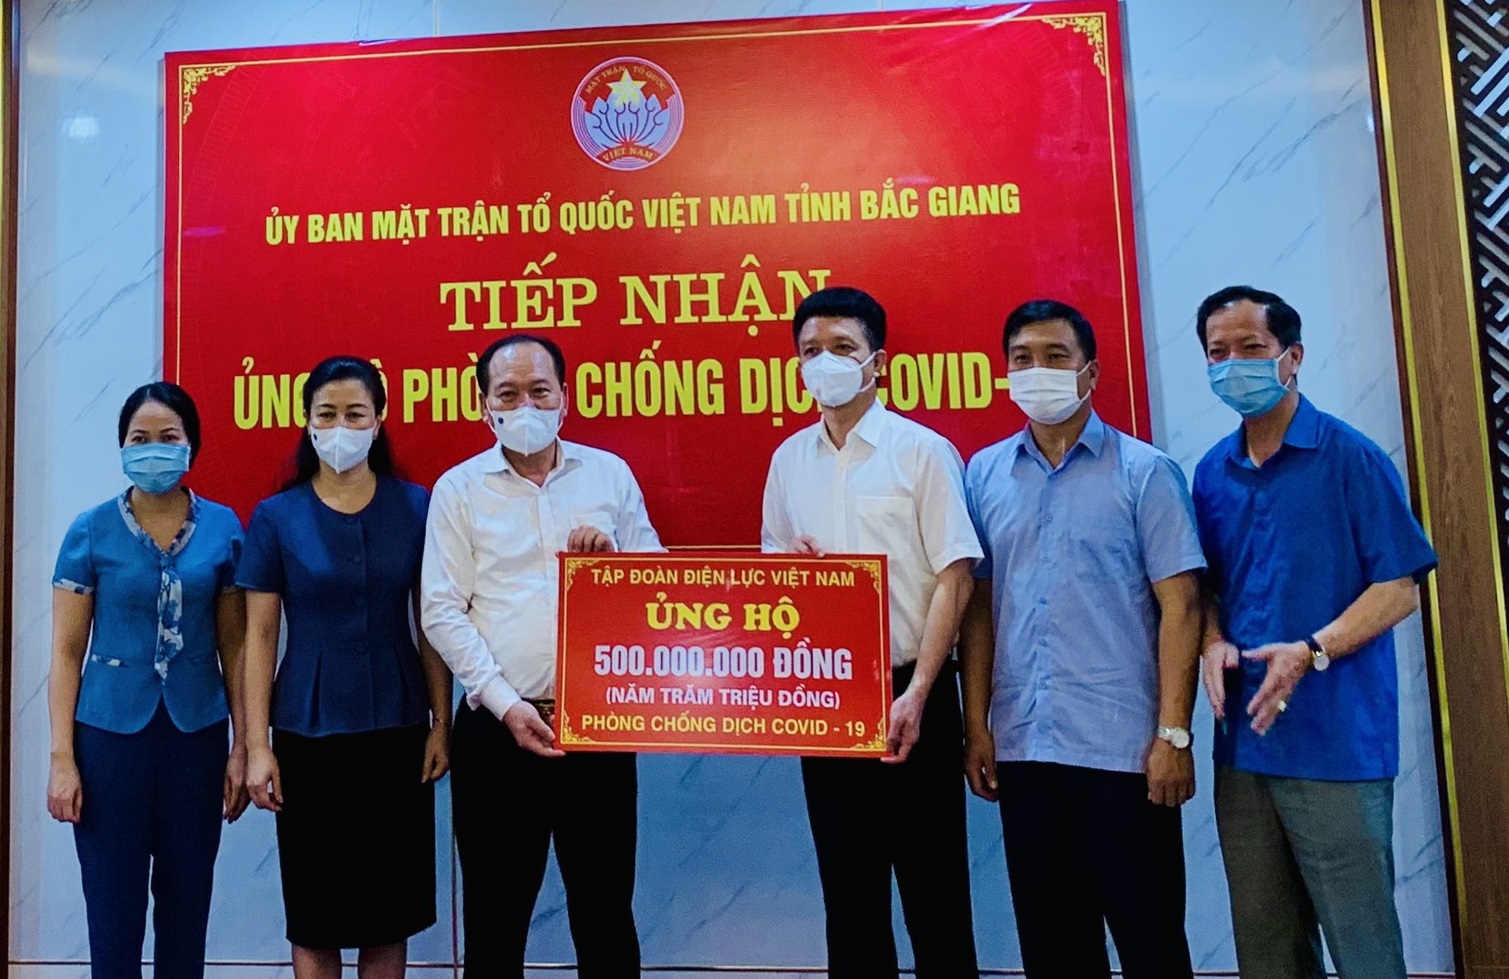 MẶT TRẬN TỔ QUỐC
VIỆT NAM
ỦY BAN MẶT TRẬN TỔ QUỐC VIỆT NAM TỈNH BẮC GIANG
TIẾP NHẬN
ỦNG PHÒNG CHỐNG DỊCH COVID-
TẬP ĐOÀN ĐIỆN LỰC VIỆT NAM
ỦNG HỘ
500.000.000 ĐỒNG
(NĂM TRĂM TRIỆU ĐỒNG)
PHÒNG CHỐNG DỊCH COVID - 19